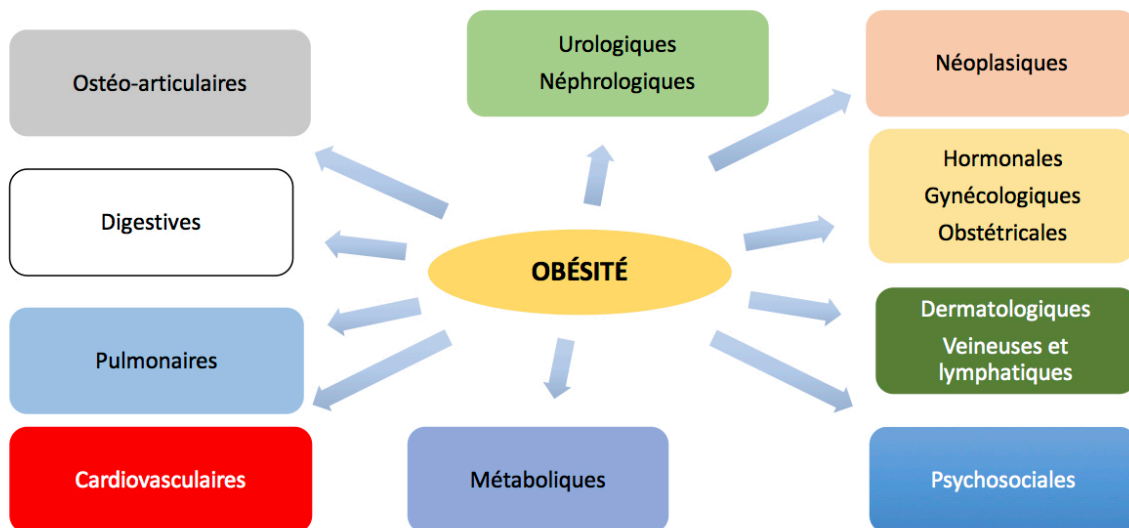 Ostéo-articulaires
Urologiques
Néphrologiques
Néoplasiques
Digestives
Hormonales
Gynécologiques
Obstétricales
OBÉSITÉ
Pulmonaires
Dermatologiques
Veineuses et
lymphatiques
Cardiovasculaires
Métaboliques
Psychosociales